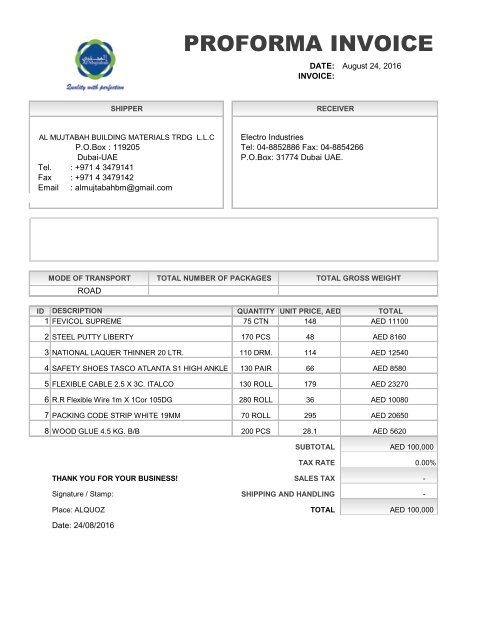 PROFORMA INVOICE
DATE: August 24, 2016
INVOICE:
Quality with perfection
SHIPPER
RECEIVER
AL MUJTABAH BUILDING MATERIALS TRDG L.L.C
P.O.Box : 119205
Dubai-UAE
Tel. : +971 4 3479141
Fax : +971 4 3479142
Email : almujtabahbm@gmail.com
Electro Industries
Tel: 04-8852886 Fax: 04-8854266
P.O.Box: 31774 Dubai UAE.
MODE OF TRANSPORT TOTAL NUMBER OF PACKAGES TOTAL GROSS WEIGHT
ROAD
ID DESCRIPTION QUANTITY UNIT PRICE, AED TOTAL
1 FEVICOL SUPREME 75 CTN 148 AED 11100
2 STEEL PUTTY LIBERTY 170 PCS 48 AED 8160
3 NATIONAL LAQUER THINNER 20 LTR. 110 DRM. 114 AED 12540
4 SAFETY SHOES TASCO ATLANTA S1 HIGH ANKLE 130 PAIR 66 AED 8580
5 FLEXIBLE CABLE 2.5 X 3C. ITALCO 130 ROLL 179 AED 23270
6 R.R Flexible Wire 1m X 1Cor 105DG 280 ROLL 36 AED 10080
7 PACKING CODE STRIP WHITE 19MM 70 ROLL 295 AED 20650
8 WOOD GLUE 4.5 KG. B/B 200 PCS 28.1 AED 5620
SUBTOTAL AED 100,000
TAX RATE 0.00%
THANK YOU FOR YOUR BUSINESS! SALES TAX -
Signature / Stamp: SHIPPING AND HANDLING -
Place: ALQUOZ TOTAL AED 100,000
Date: 24/08/2016